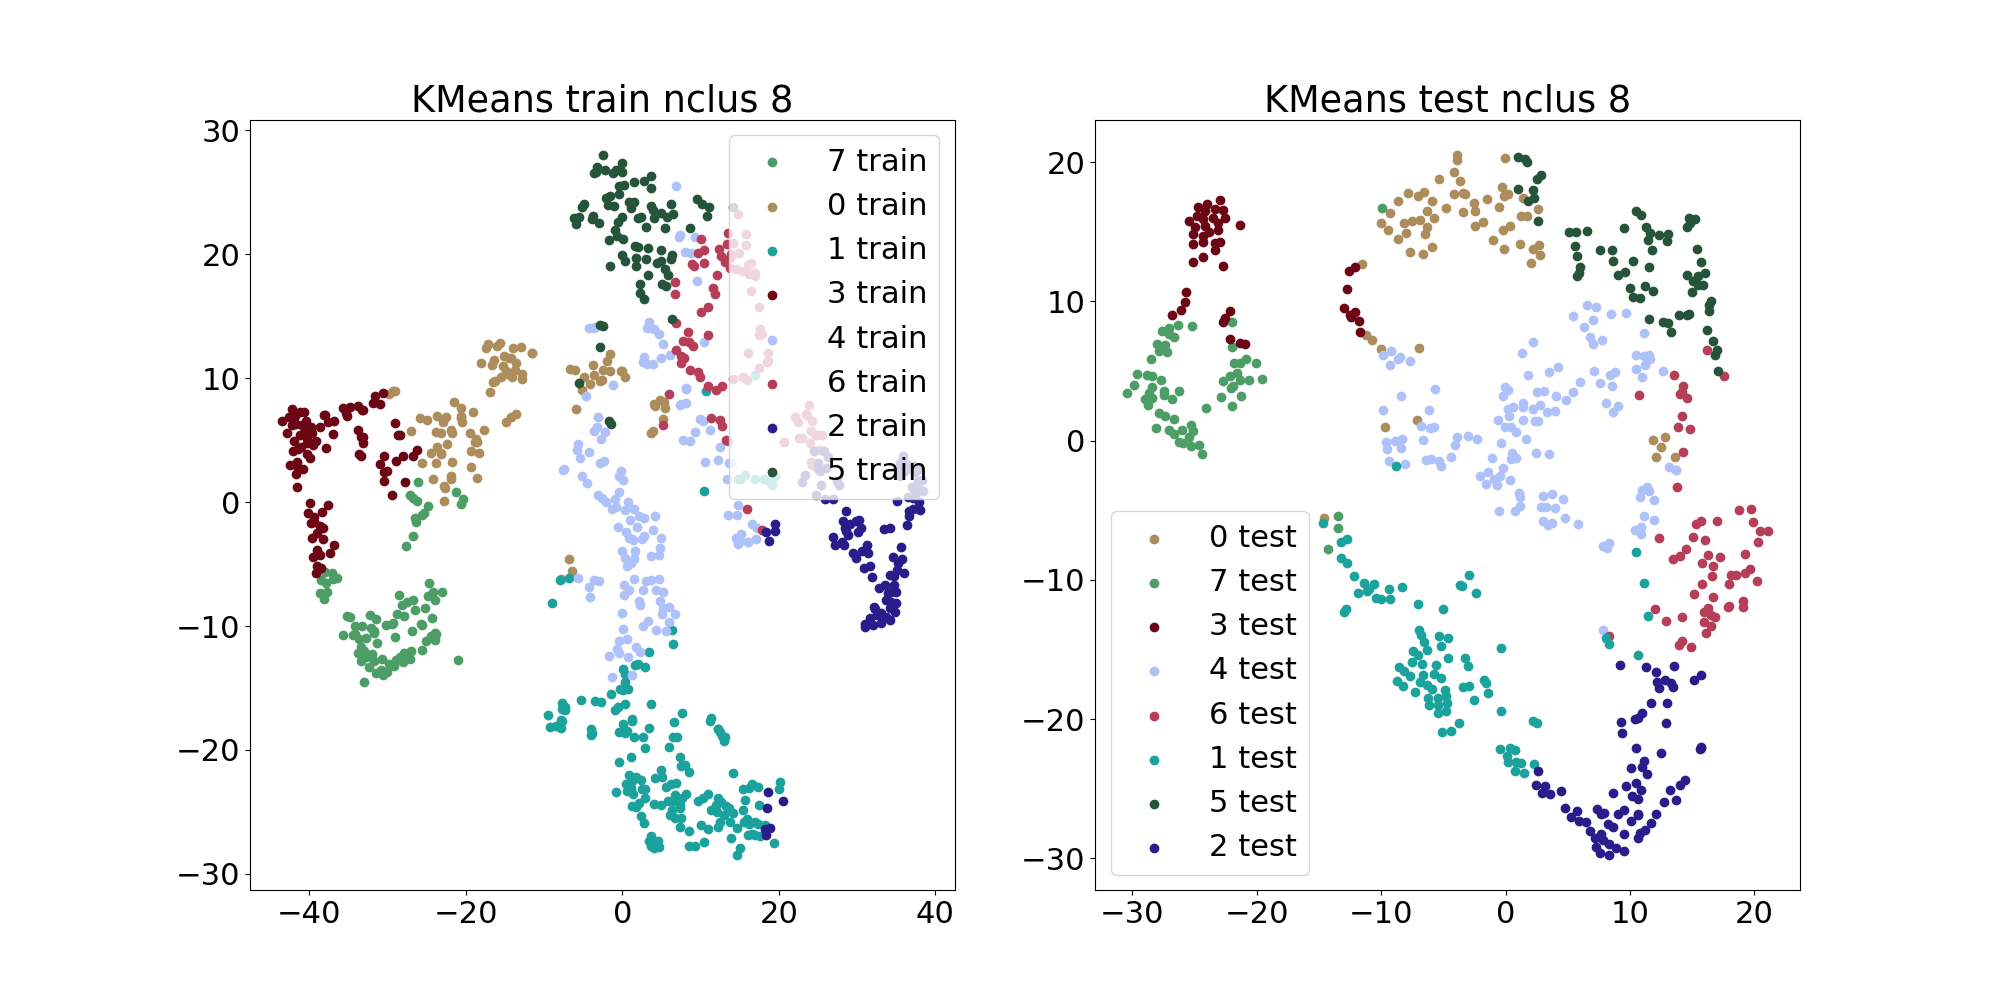 KMeans train nclus 8
30
20
10
0
−10
−20
−30
−40
−20
0
20
40
7 train
0 train
1 train
3 train
4 train
6 train
2 train
5 train
KMeans test nclus 8
20
10
0
−10
−20
−30
−30
−20
−10
0
10
20
0 test
7 test
3 test
4 test
6 test
1 test
5 test
2 test